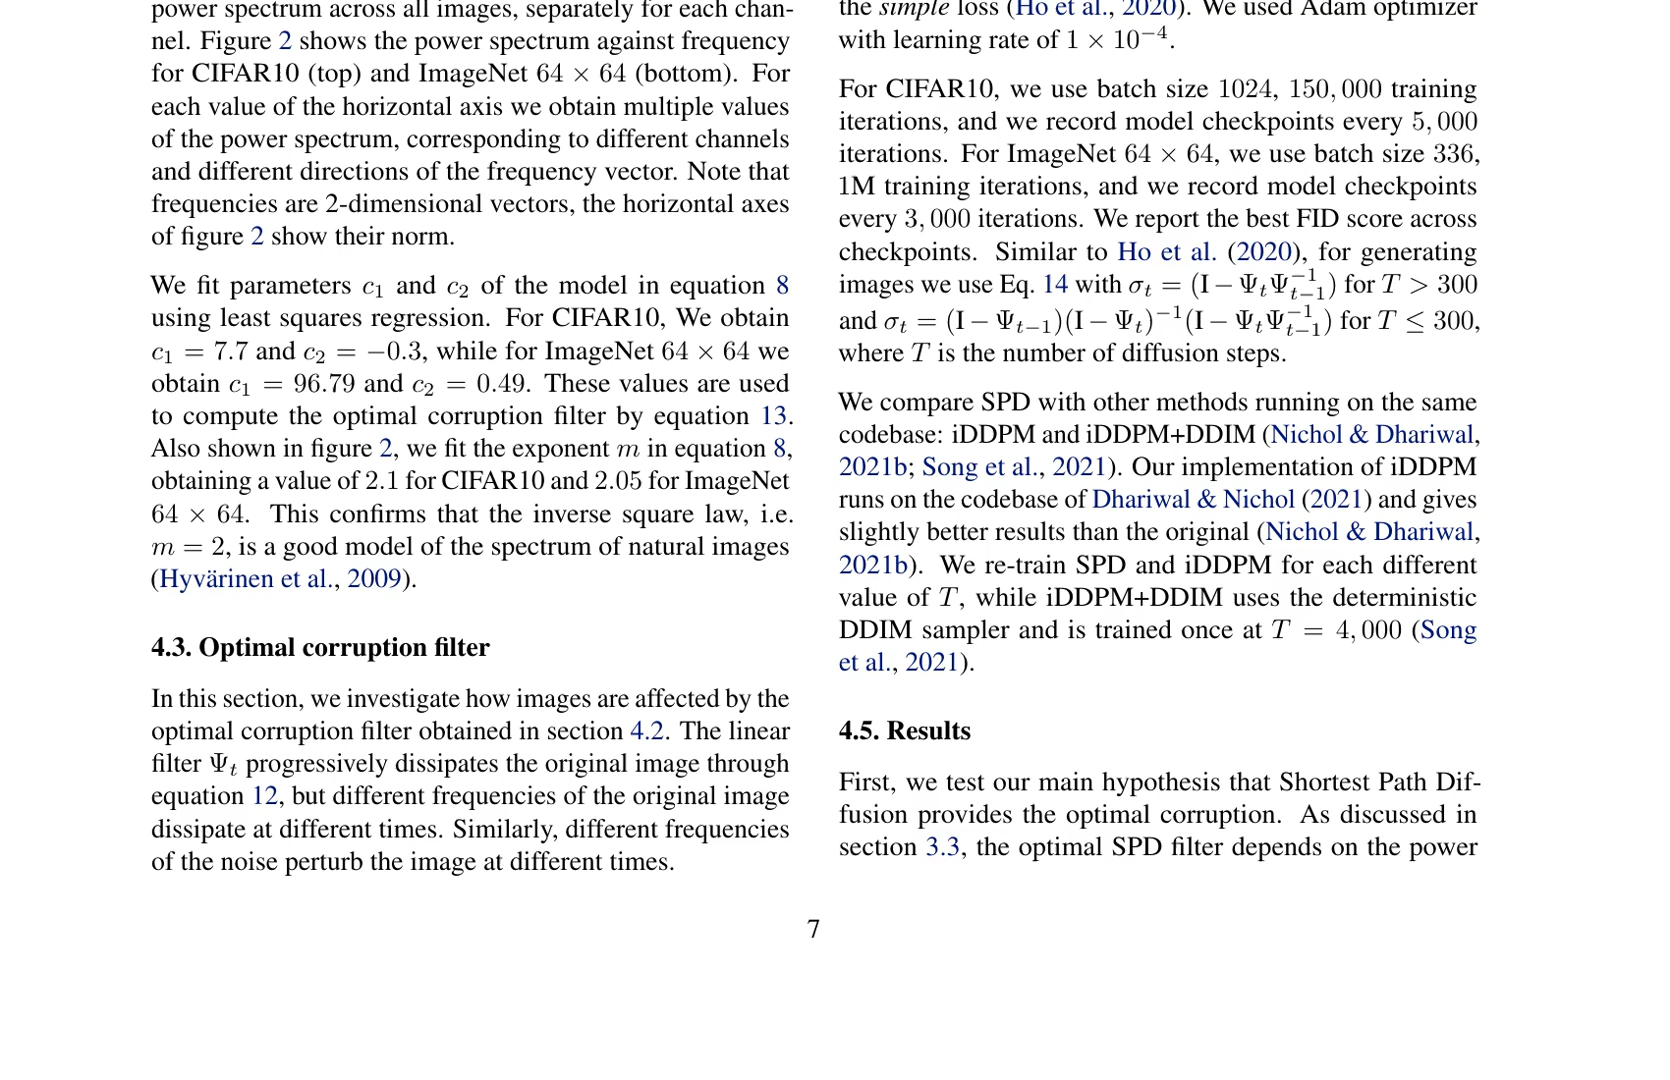 power spectrum across all images, separately for each chan-
nel. Figure 2 shows the power spectrum against frequency
for CIFAR10 (top) and ImageNet 64 × 64 (bottom). For
each value of the horizontal axis we obtain multiple values
of the power spectrum, corresponding to different channels
and different directions of the frequency vector. Note that
frequencies are 2-dimensional vectors, the horizontal axes
of figure 2 show their norm.
We fit parameters c₁ and c₂ of the model in equation 8
using least squares regression. For CIFAR10, We obtain
c₁ = 7.7 and c₂ = −0.3, while for ImageNet 64 × 64 we
obtain c₁ = 96.79 and c₂ = 0.49. These values are used
to compute the optimal corruption filter by equation 13.
Also shown in figure 2, we fit the exponent m in equation 8,
obtaining a value of 2.1 for CIFAR10 and 2.05 for ImageNet
64 × 64. This confirms that the inverse square law, i.e.
m = 2, is a good model of the spectrum of natural images
(Hyvärinen et al., 2009).
4.3. Optimal corruption filter
In this section, we investigate how images are affected by the
optimal corruption filter obtained in section 4.2. The linear
filter Ψₜ progressively dissipates the original image through
equation 12, but different frequencies of the original image
dissipate at different times. Similarly, different frequencies
of the noise perturb the image at different times.
the simple loss (Ho et al., 2020). We used Adam optimizer
with learning rate of 1 × 10⁻⁴.
For CIFAR10, we use batch size 1024, 150, 000 training
iterations, and we record model checkpoints every 5, 000
iterations. For ImageNet 64 × 64, we use batch size 336,
1M training iterations, and we record model checkpoints
every 3, 000 iterations. We report the best FID score across
checkpoints. Similar to Ho et al. (2020), for generating
images we use Eq. 14 with σₜ = (I − ΨₜΨₜ₋₁⁻¹) for T > 300
and σₜ = (I − Ψₜ₋₁)(I − Ψₜ)⁻¹(I − ΨₜΨₜ₋₁⁻¹) for T ≤ 300,
where T is the number of diffusion steps.
We compare SPD with other methods running on the same
codebase: iDDPM and iDDPM+DDIM (Nichol & Dhariwal,
2021b; Song et al., 2021). Our implementation of iDDPM
runs on the codebase of Dhariwal & Nichol (2021) and gives
slightly better results than the original (Nichol & Dhariwal,
2021b). We re-train SPD and iDDPM for each different
value of T, while iDDPM+DDIM uses the deterministic
DDIM sampler and is trained once at T = 4, 000 (Song
et al., 2021).
4.5. Results
First, we test our main hypothesis that Shortest Path Dif-
fusion provides the optimal corruption. As discussed in
section 3.3, the optimal SPD filter depends on the power
7